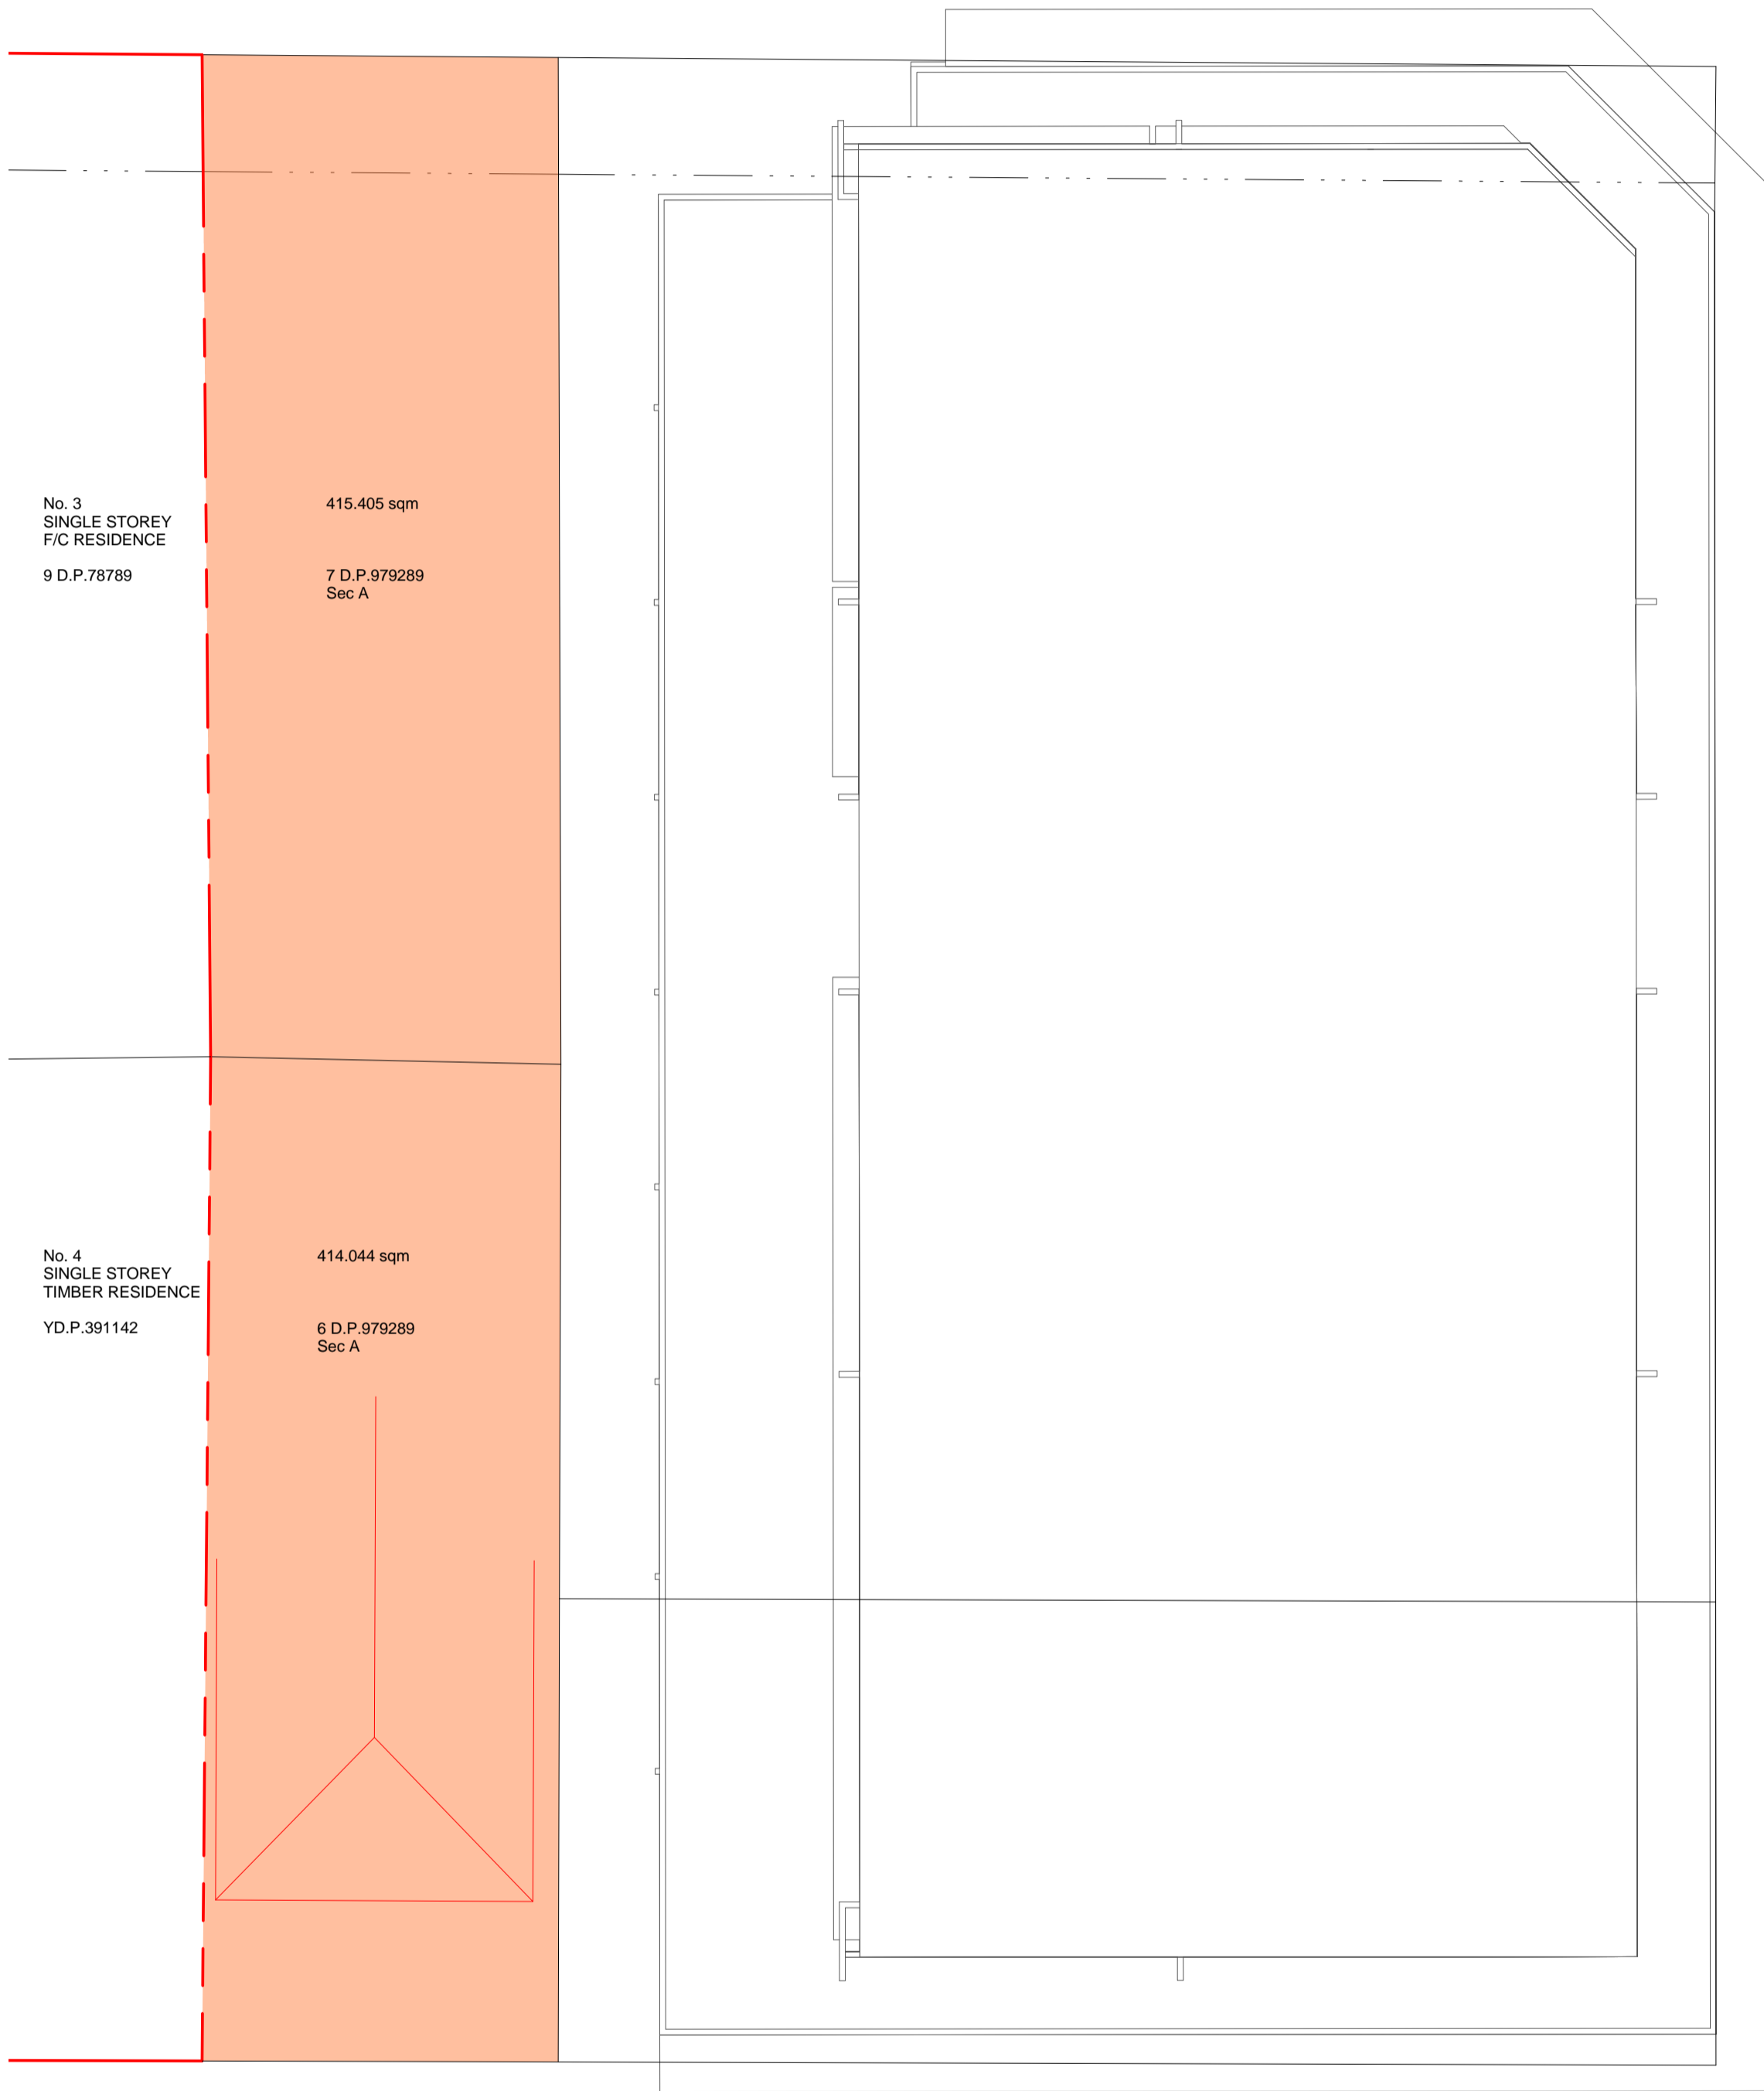 No. 3
SINGLE STOREY
F/C RESIDENCE
9 D.P.78789
415.405 sqm
7 D.P.979289
Sec A
No. 4
SINGLE STOREY
TIMBER RESIDENCE
YD.P.391142
414.044 sqm
6 D.P.979289
Sec A